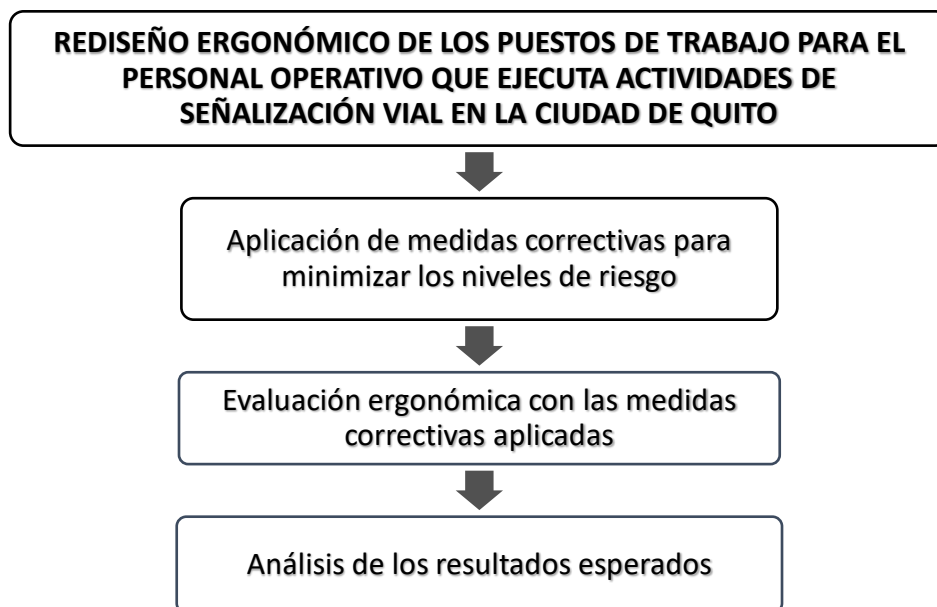 REDISEÑO ERGONÓMICO DE LOS PUESTOS DE TRABAJO PARA EL
PERSONAL OPERATIVO QUE EJECUTA ACTIVIDADES DE
SEÑALIZACIÓN VIAL EN LA CIUDAD DE QUITO
Aplicación de medidas correctivas para
minimizar los niveles de riesgo
Evaluación ergonómica con las medidas
correctivas aplicadas
Análisis de los resultados esperados